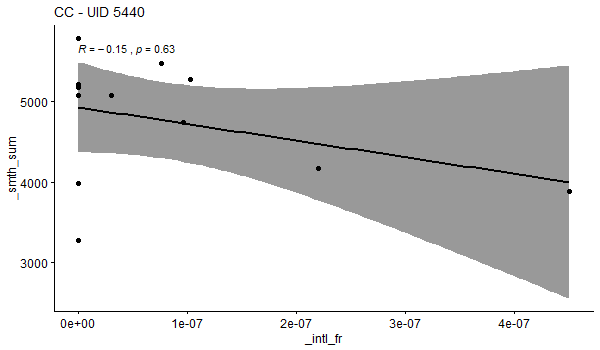 CC - UID 5440
R = − 0.15 , p = 0.63
5000
4000
3000
_smth_sum
0e+00 1e-07 2e-07 3e-07 4e-07
_intl_fr